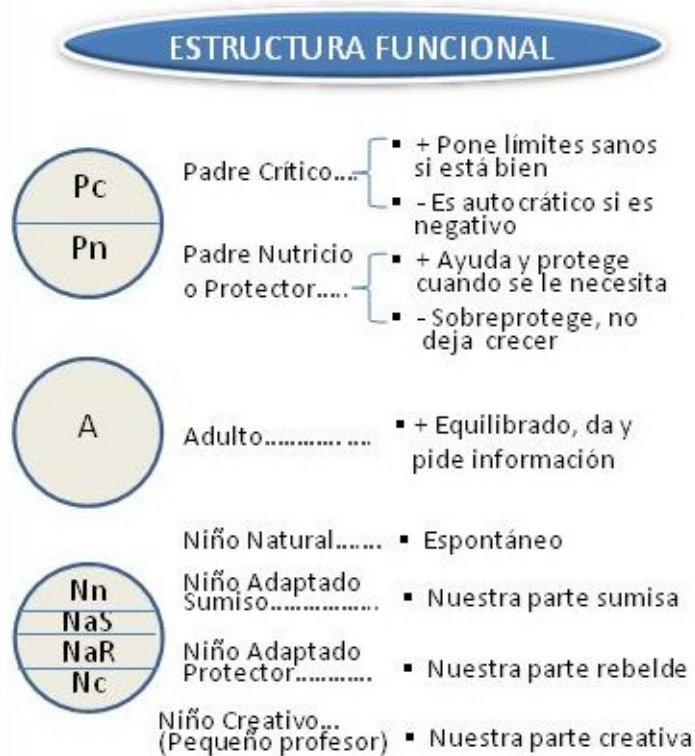 ESTRUCTURA FUNCIONAL
Pc
Pn
Padre Crítico....
▪ + Pone límites sanos
si está bien
▪ - Es autocrático si es
negativo
Padre Nutricio
o Protector.....
▪ + Ayuda y protege
cuando se le necesita
▪ - Sobreprotege, no
deja crecer
A
Adulto............ ....
▪ + Equilibrado, da y
pide información
Nn
NaS
NaR
Nc
Niño Natural....... ▪ Espontáneo
Niño Adaptado
Sumiso................. ▪ Nuestra parte sumisa
Niño Adaptado
Protector............ ▪ Nuestra parte rebelde
Niño Creativo...
(Pequeño profesor) ▪ Nuestra parte creativa